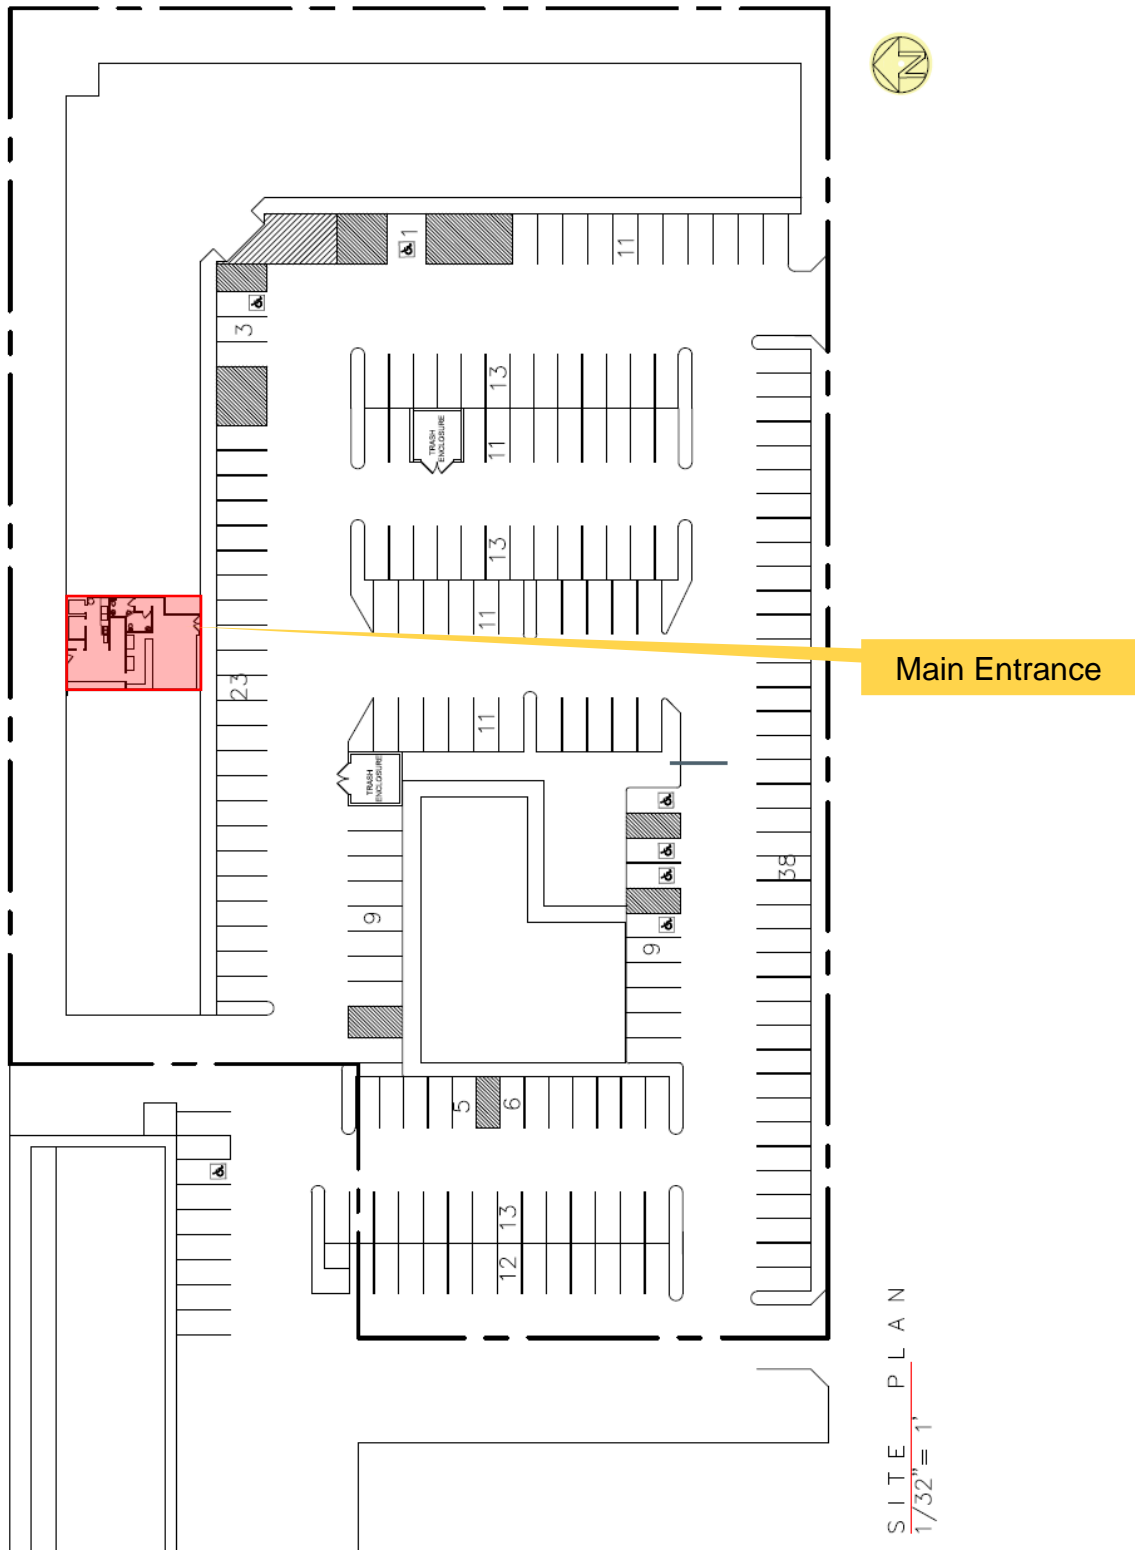 N
1
11
3
13
TRASH
ENCLOSURE
11
13
11
Main Entrance
23
11
TRASH
ENCLOSURE
38
9
9
5
6
13
12
SITE PLAN
1/32"= 1'